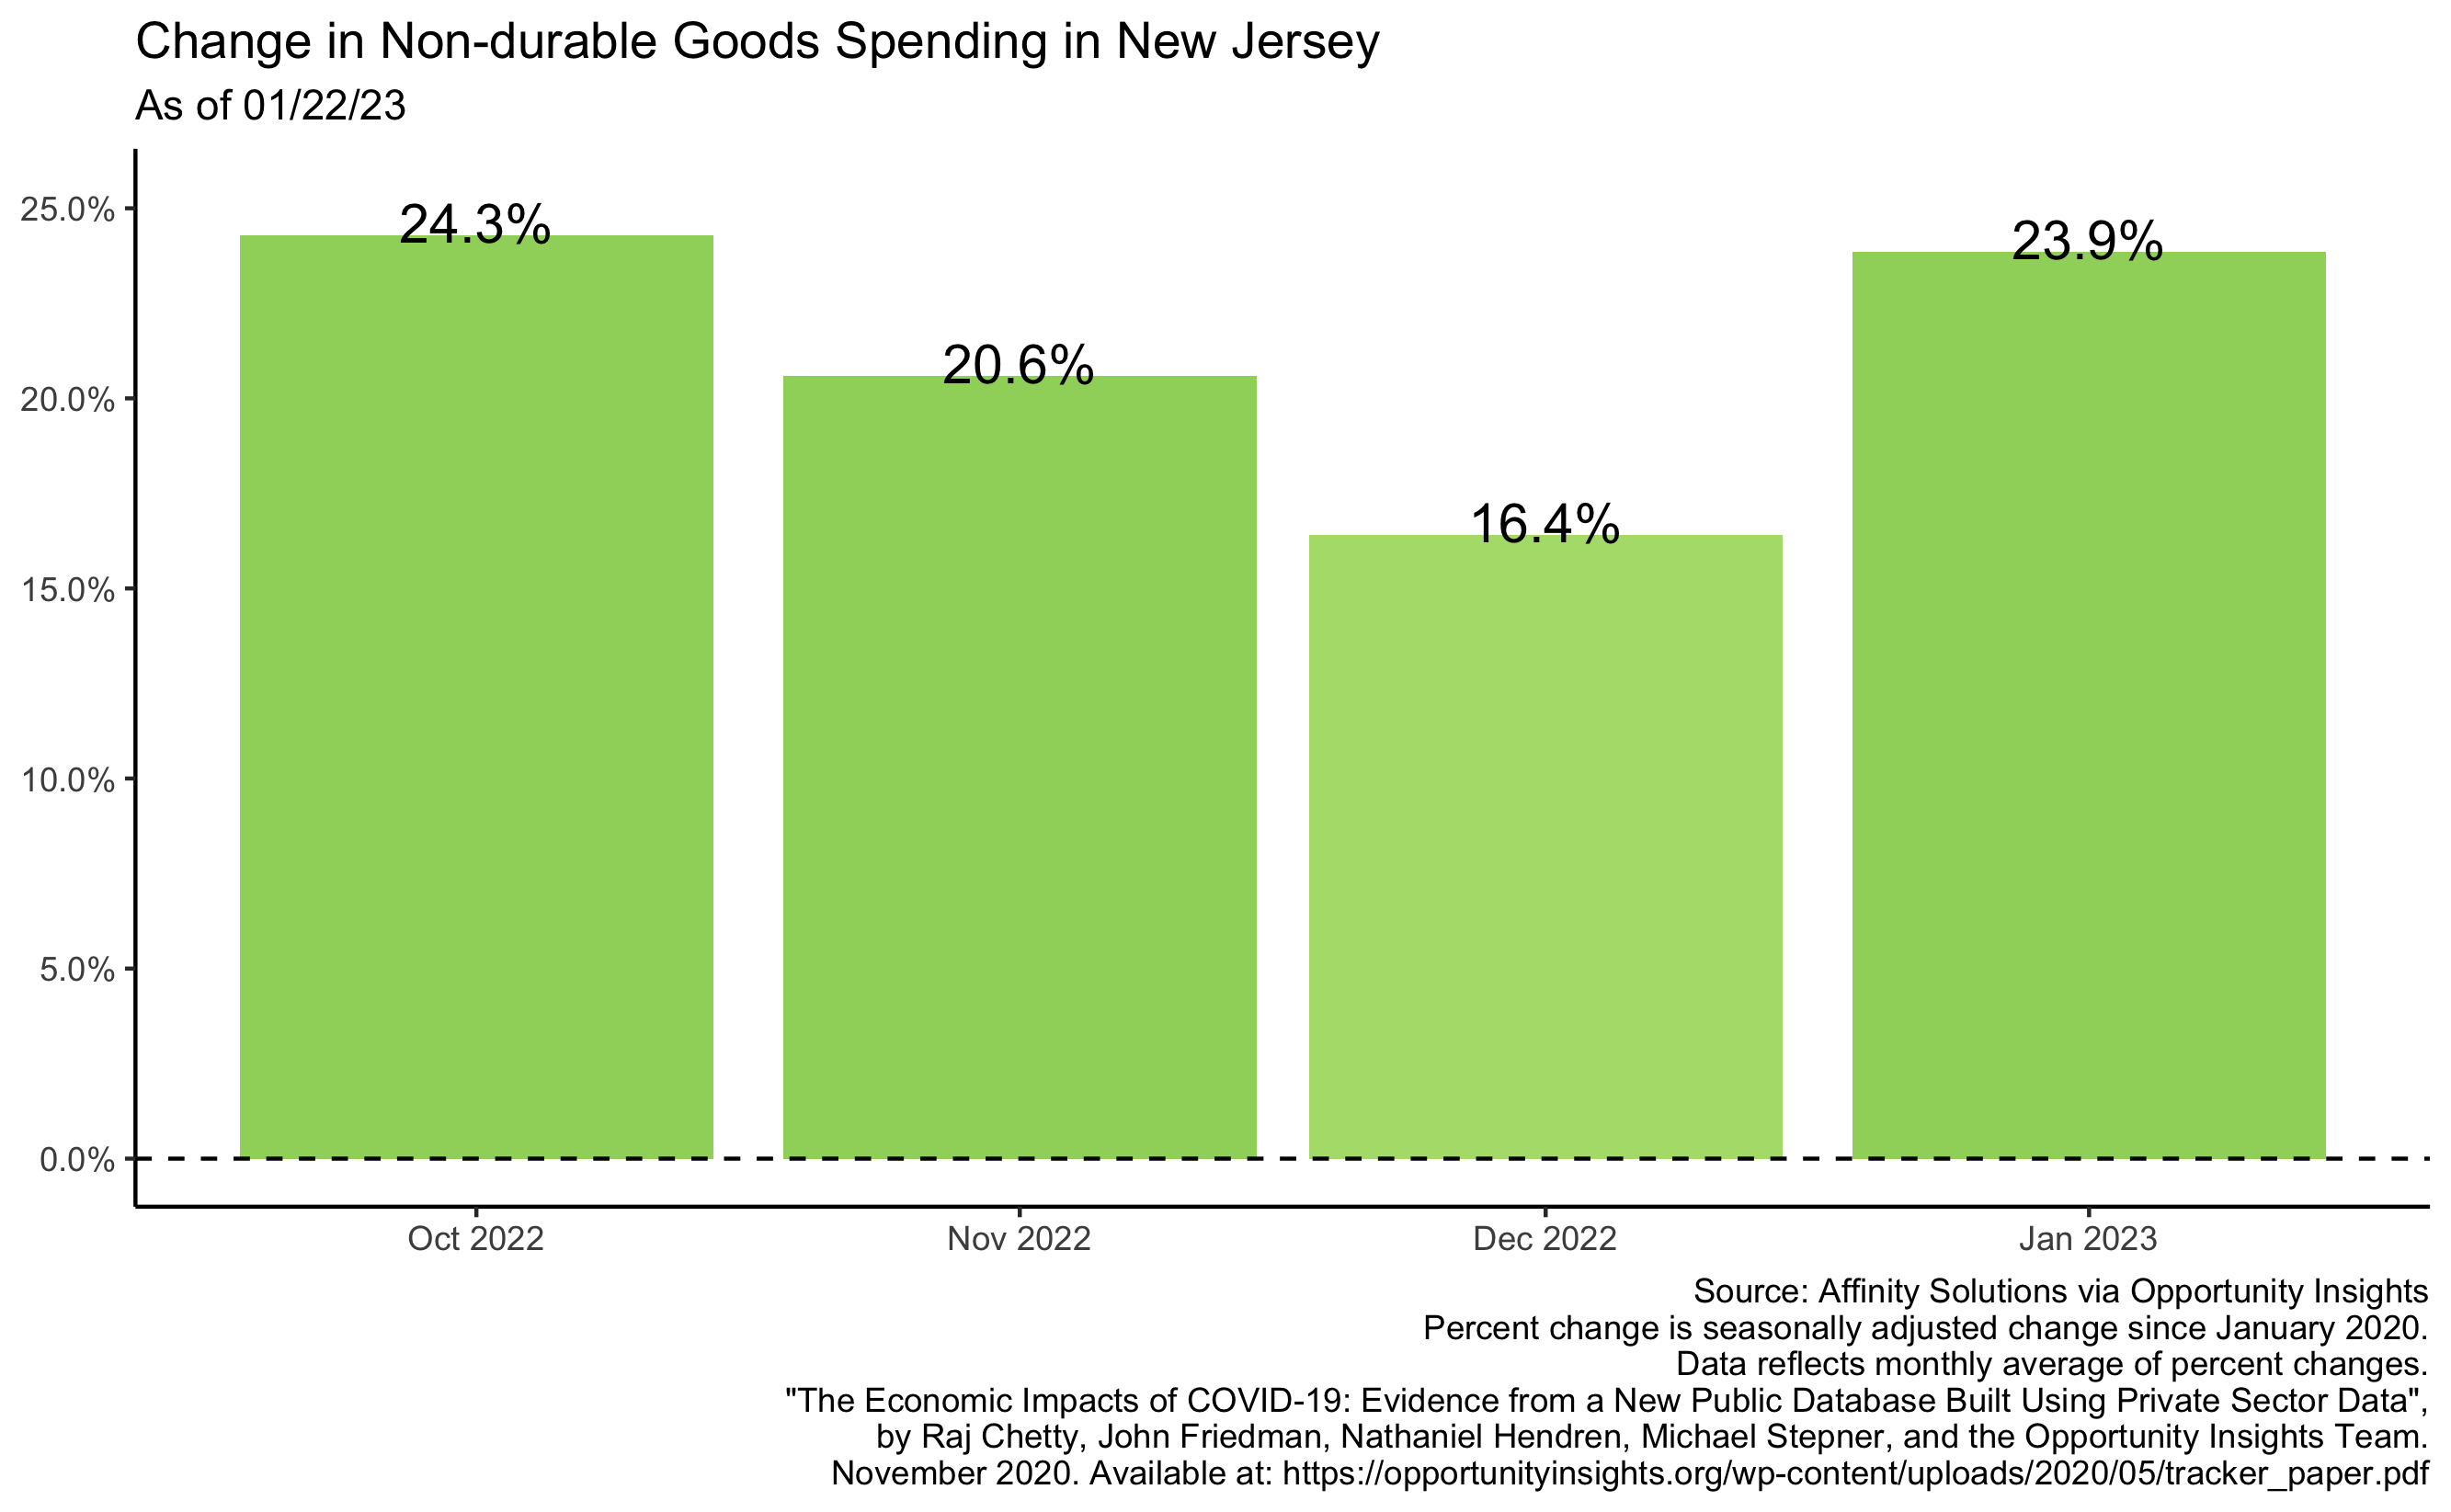 Change in Non-durable Goods Spending in New Jersey
As of 01/22/23
25.0%
20.0%
15.0%
10.0%
5.0%
0.0%
24.3%
20.6%
16.4%
23.9%
Oct 2022
Nov 2022
Dec 2022
Jan 2023
Source: Affinity Solutions via Opportunity Insights
Percent change is seasonally adjusted change since January 2020.
Data reflects monthly average of percent changes.
"The Economic Impacts of COVID-19: Evidence from a New Public Database Built Using Private Sector Data",
by Raj Chetty, John Friedman, Nathaniel Hendren, Michael Stepner, and the Opportunity Insights Team.
November 2020. Available at: https://opportunityinsights.org/wp-content/uploads/2020/05/tracker_paper.pdf